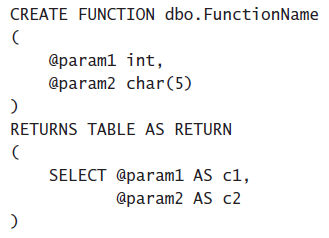 CREATE FUNCTION dbo.FunctionName
(
    @param1 int,
    @param2 char(5)
)
RETURNS TABLE AS RETURN
(
    SELECT @param1 AS c1,
           @param2 AS c2
)